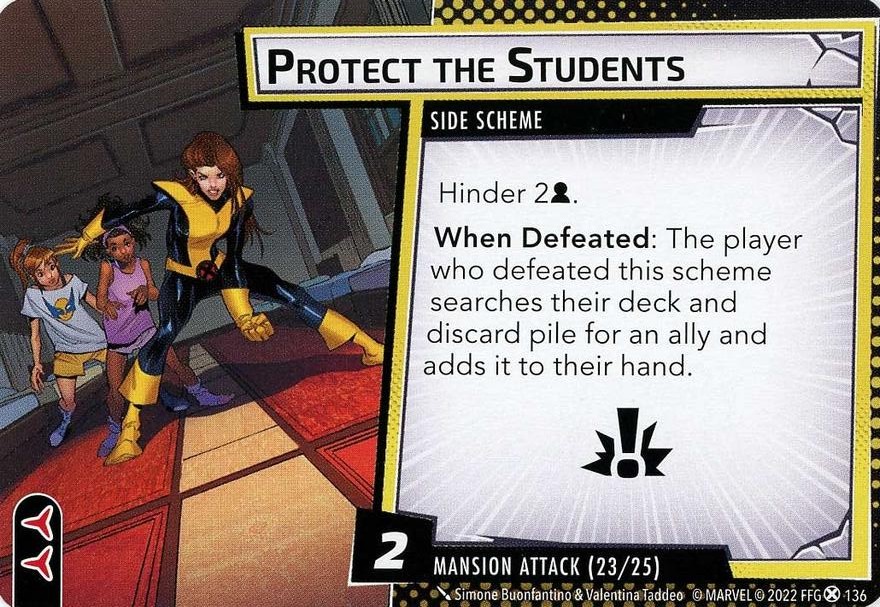 PROTECT THE STUDENTS
SIDE SCHEME
Hinder 2.
When Defeated: The player
who defeated this scheme
searches their deck and
discard pile for an ally and
adds it to their hand.
2
MANSION ATTACK (23/25)
Simone Buonfantino & Valentina Taddeo © MARVEL © 2022 FFG 136